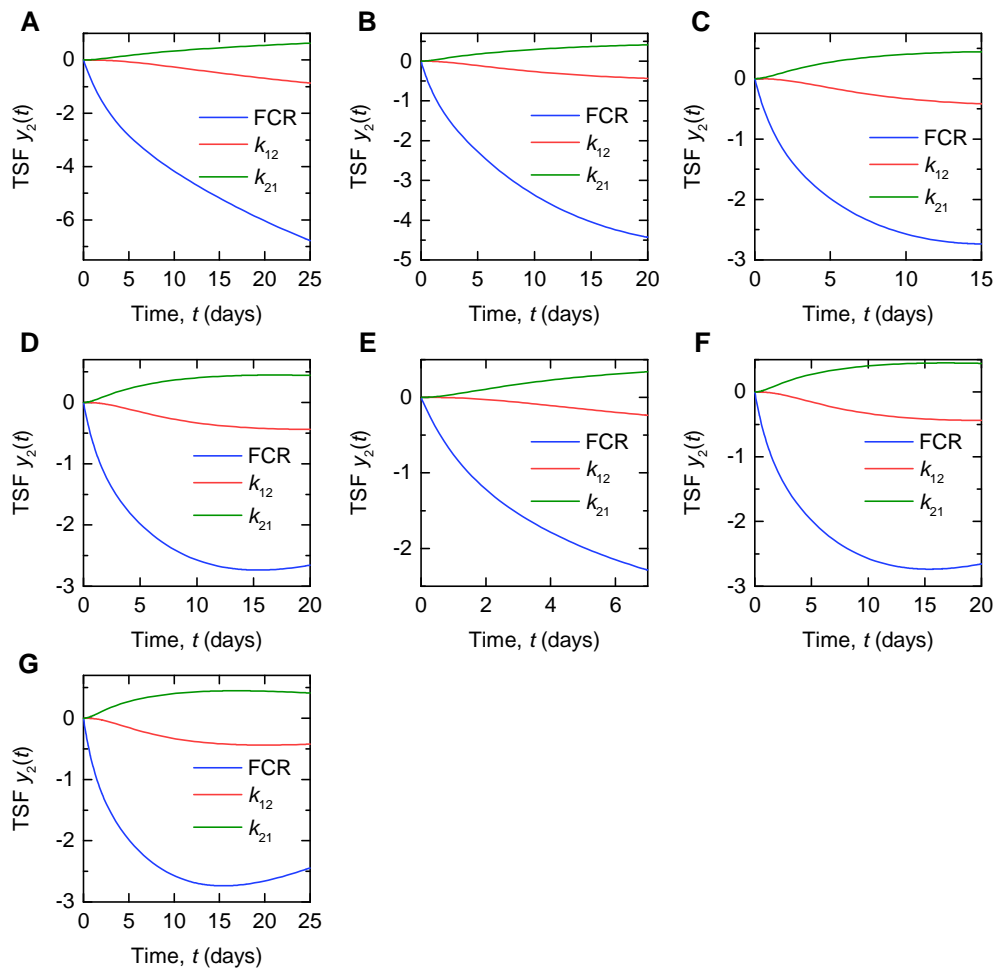 A
TSF y₂(t)
0
-2
-4
-6
FCR
k₁₂
k₂₁
0 5 10 15 20 25
Time, t (days)
B
TSF y₂(t)
1
0
-1
-2
-3
-4
-5
FCR
k₁₂
k₂₁
0 5 10 15 20
Time, t (days)
C
TSF y₂(t)
1
0
-1
-2
-3
FCR
k₁₂
k₂₁
0 5 10 15
Time, t (days)
D
TSF y₂(t)
0
-1
-2
-3
FCR
k₁₂
k₂₁
0 5 10 15 20
Time, t (days)
E
TSF y₂(t)
0
-1
-2
FCR
k₁₂
k₂₁
0 2 4 6
Time, t (days)
F
TSF y₂(t)
0
-1
-2
-3
FCR
k₁₂
k₂₁
0 5 10 15 20
Time, t (days)
G
TSF y₂(t)
0
-1
-2
-3
FCR
k₁₂
k₂₁
0 5 10 15 20 25
Time, t (days)